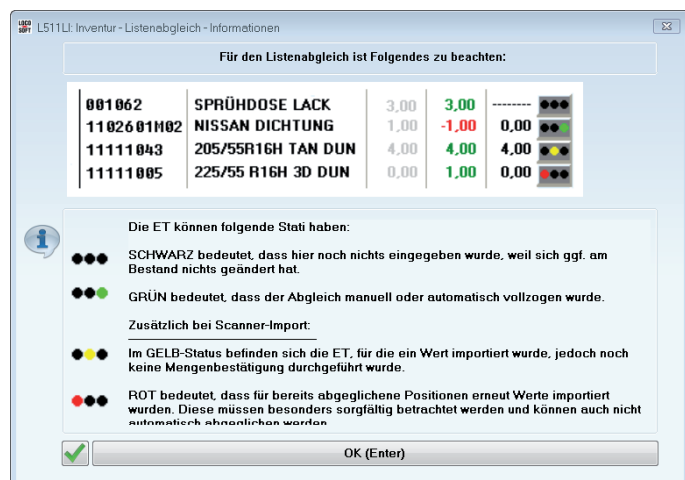 LOCO SOFT L511LI: Inventur - Listenabgleich - Informationen
Für den Listenabgleich ist Folgendes zu beachten:
001062 SPRÜHDOSE LACK 3,00 3,00 --------
1102601M02 NISSAN DICHTUNG 1,00 -1,00 0,00
11111043 205/55R16H TAN DUN 4,00 4,00 4,00
11111005 225/55 R16H 3D DUN 0,00 1,00 0,00
Die ET können folgende Stati haben:
SCHWARZ bedeutet, dass hier noch nichts eingegeben wurde, weil sich ggf. am
Bestand nichts geändert hat.
GRÜN bedeutet, dass der Abgleich manuell oder automatisch vollzogen wurde.
Zusätzlich bei Scanner-Import:
Im GELB-Status befinden sich die ET, für die ein Wert importiert wurde, jedoch noch
keine Mengenbestätigung durchgeführt wurde.
ROT bedeutet, dass für bereits abgeglichene Positionen erneut Werte importiert
wurden. Diese müssen besonders sorgfältig betrachtet werden und können auch nicht
automatisch abgeglichen werden.
OK (Enter)